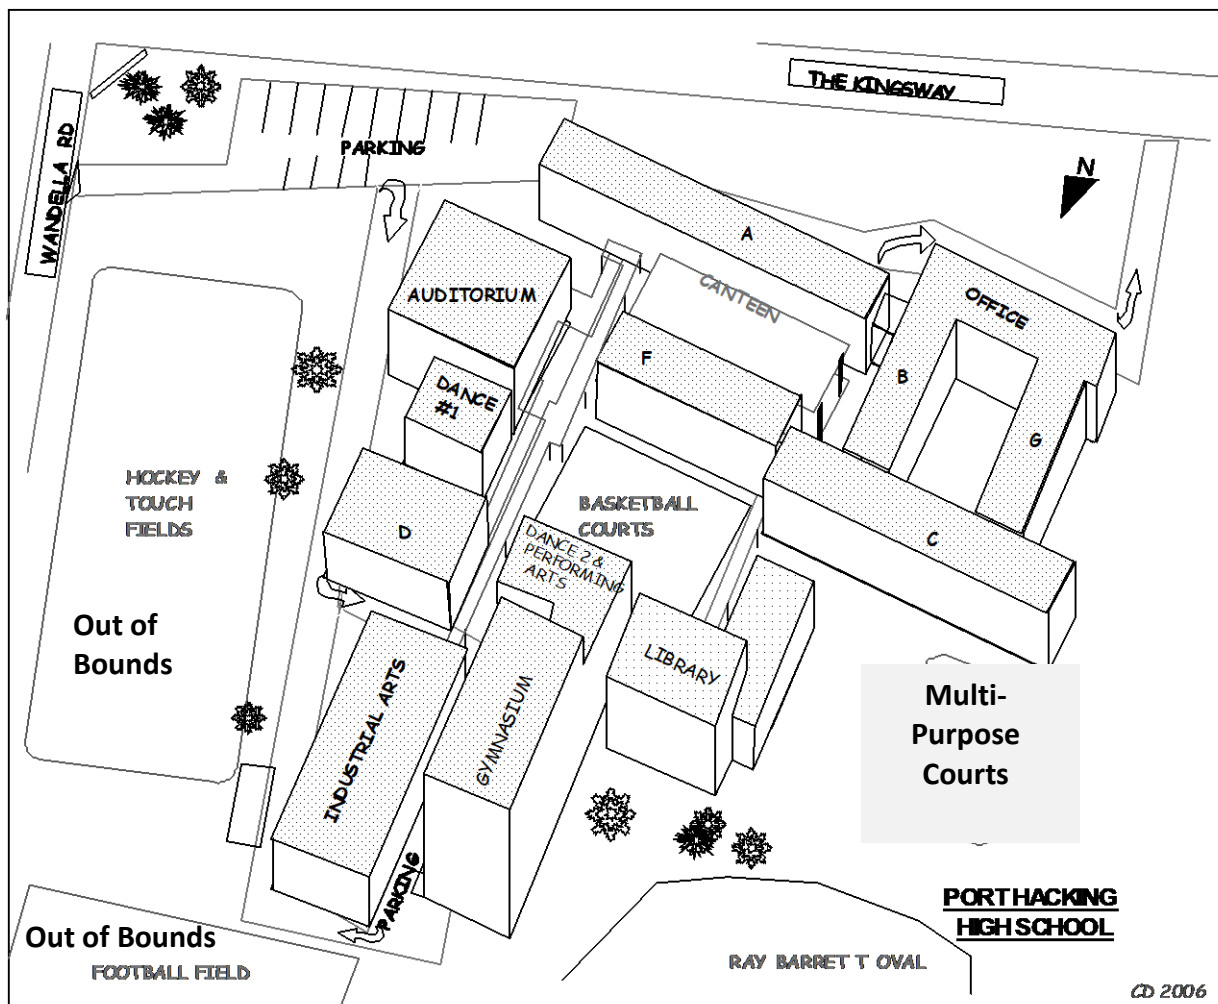 THE KINGSWAY
WANDELLA RD
PARKING
N
A
CANTEEN
OFFICE
AUDITORIUM
F
B
DANCE
#1
G
HOCKEY &
TOUCH
FIELDS
BASKETBALL
COURTS
D
DANCE 2 &
PERFORMING
ARTS
C
Out of
Bounds
LIBRARY
INDUSTRIAL ARTS
GYMNASIUM
Multi-
Purpose
Courts
PARKING
PORT HACKING
HIGH SCHOOL
Out of Bounds
FOOTBALL FIELD
RAY BARRETT OVAL
CD 2006